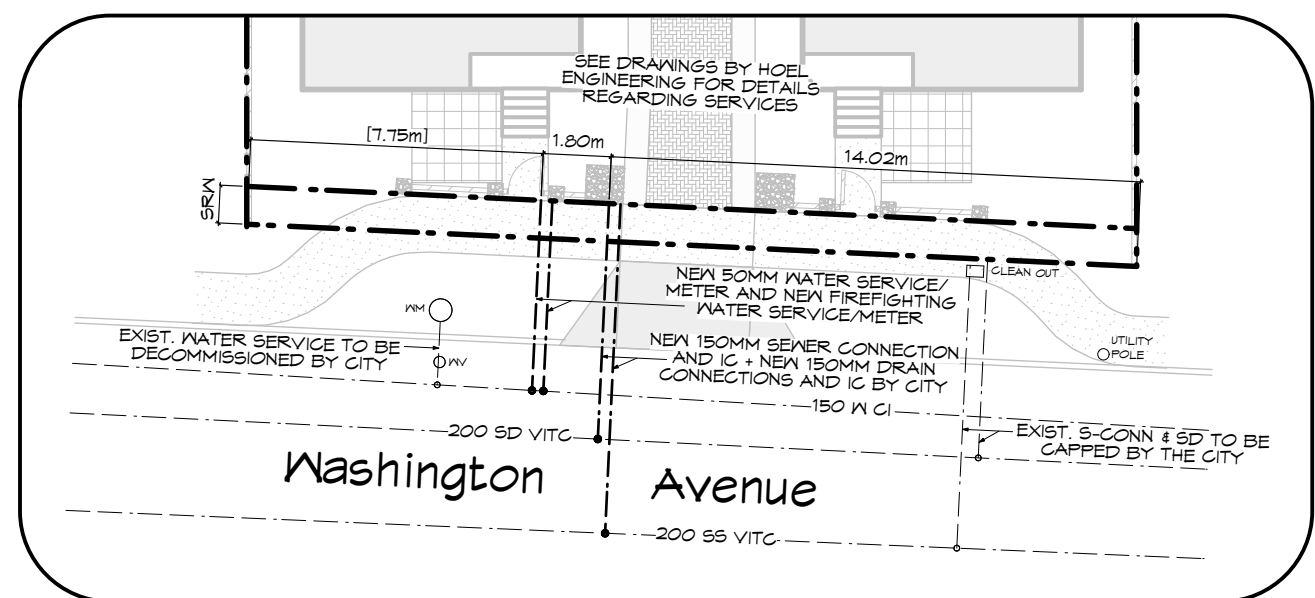 SEE DRAWINGS BY HOEL
ENGINEERING FOR DETAILS
REGARDING SERVICES
[7.75m]
1.80m
14.02m
SRW
CLEAN OUT
NEW 50MM WATER SERVICE/
METER AND NEW FIREFIGHTING
WATER SERVICE/METER
WM
EXIST. WATER SERVICE TO BE
DECOMMISSIONED BY CITY
WV
NEW 150MM SEWER CONNECTION
AND IC + NEW 150MM DRAIN
CONNECTIONS AND IC BY CITY
UTILITY
POLE
150 W CI
200 SD VITC
EXIST. S-CONN & SD TO BE
CAPPED BY THE CITY
Washington Avenue
200 SS VITC